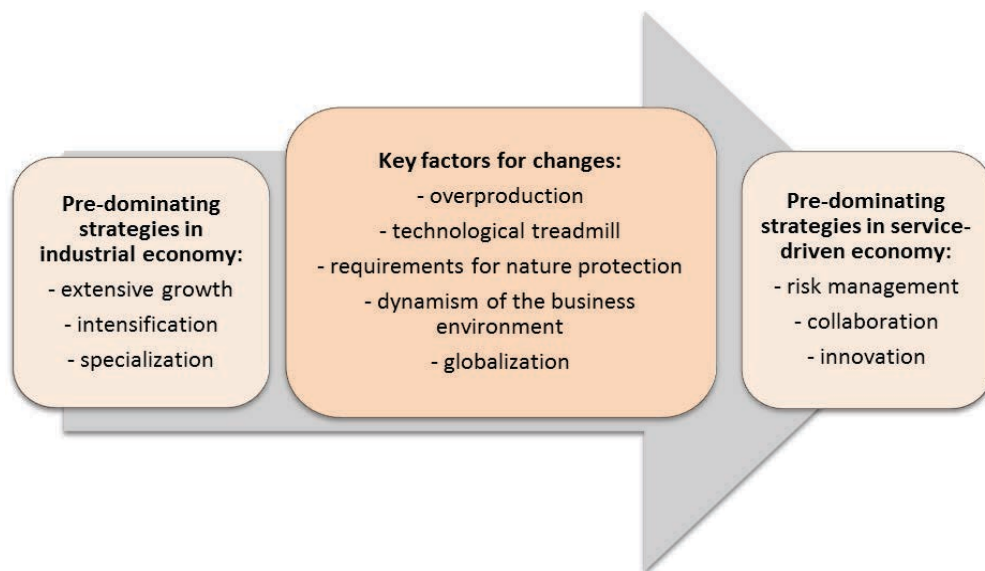 Pre-dominating
strategies in
industrial economy:
- extensive growth
- intensification
- specialization
Key factors for changes:
- overproduction
- technological treadmill
- requirements for nature protection
- dynamism of the business
environment
- globalization
Pre-dominating
strategies in service-
driven economy:
- risk management
- collaboration
- innovation